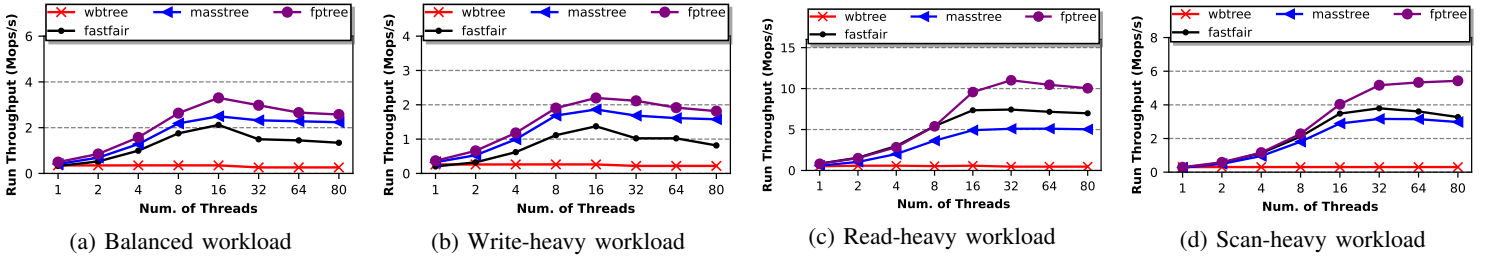 wbtree masstree fptree
fastfair
Run Throughput (Mops/s)
6
4
2
0
1 2 4 8 16 32 64 80
Num. of Threads
(a) Balanced workload
wbtree masstree fptree
fastfair
Run Throughput (Mops/s)
4
3
2
1
0
1 2 4 8 16 32 64 80
Num. of Threads
(b) Write-heavy workload
wbtree masstree fptree
fastfair
Run Throughput (Mops/s)
15
10
5
0
1 2 4 8 16 32 64 80
Num. of Threads
(c) Read-heavy workload
wbtree masstree fptree
fastfair
Run Throughput (Mops/s)
8
6
4
2
0
1 2 4 8 16 32 64 80
Num. of Threads
(d) Scan-heavy workload